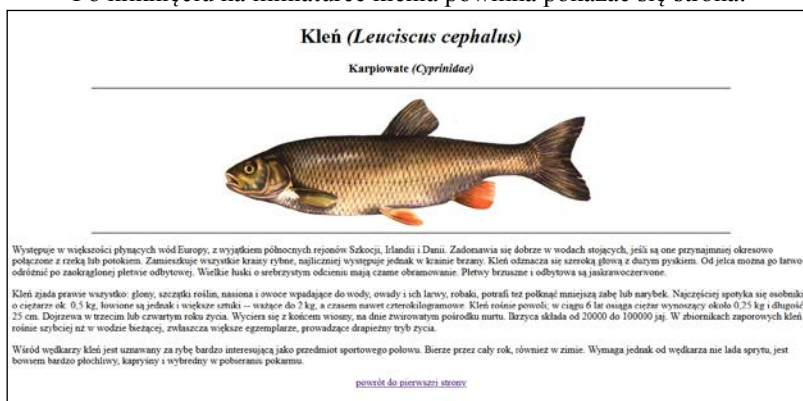 Kleń (Leuciscus cephalus)
Karpiowate (Cyprinidae)
Występuje w większości płynących wód Europy, z wyjątkiem północnych rejonów Szkocji, Irlandii i Danii. Zadomawia się dobrze w wodach stojących, jeśli są one przynajmniej okresowo
połączone z rzeką lub potokiem. Zamieszkuje wszystkie krainy rybne, najliczniej występuje jednak w krainie brzany. Kleń odznacza się szeroką głową z dużym pyskiem. Od jelca można go łatwo
odróżnić po zaokrąglonej płetwie odbytowej. Wielkie łuski o srebrzystym odcieniu mają czarne obramowanie. Płetwy brzuszne i odbytowa są jaskrawoczerwone.
Kleń zjada prawie wszystko: glony, szczątki roślin, nasiona i owoce wpadające do wody, owady i ich larwy, robaki, potrafi też połknąć mniejszą żabę lub narybek. Najczęściej spotyka się osobniki
o ciężarze ok. 0,5 kg, łowione są jednak i większe sztuki -- ważące do 2 kg, a czasem nawet czterokilogramowe. Kleń rośnie powoli; w ciągu 6 lat osiąga ciężar wynoszący około 0,25 kg i długość
25 cm. Dojrzewa w trzecim lub czwartym roku życia. Wyciera się z końcem wiosny, na dnie żwirowatym pośrodku nurtu. Ikrzyca składa od 20000 do 100000 jaj. W zbiornikach zaporowych kleń
rośnie szybciej niż w wodzie bieżącej, zwłaszcza większe egzemplarze, prowadzące drapieżny tryb życia.
Wśród wędkarzy kleń jest uznawany za rybę bardzo interesującą jako przedmiot sportowego połowu. Bierze przez cały rok, również w zimie. Wymaga jednak od wędkarza nie lada sprytu, jest
bowiem bardzo płochliwy, kapryśny i wybredny w pobieraniu pokarmu.
powrót do pierwszej strony